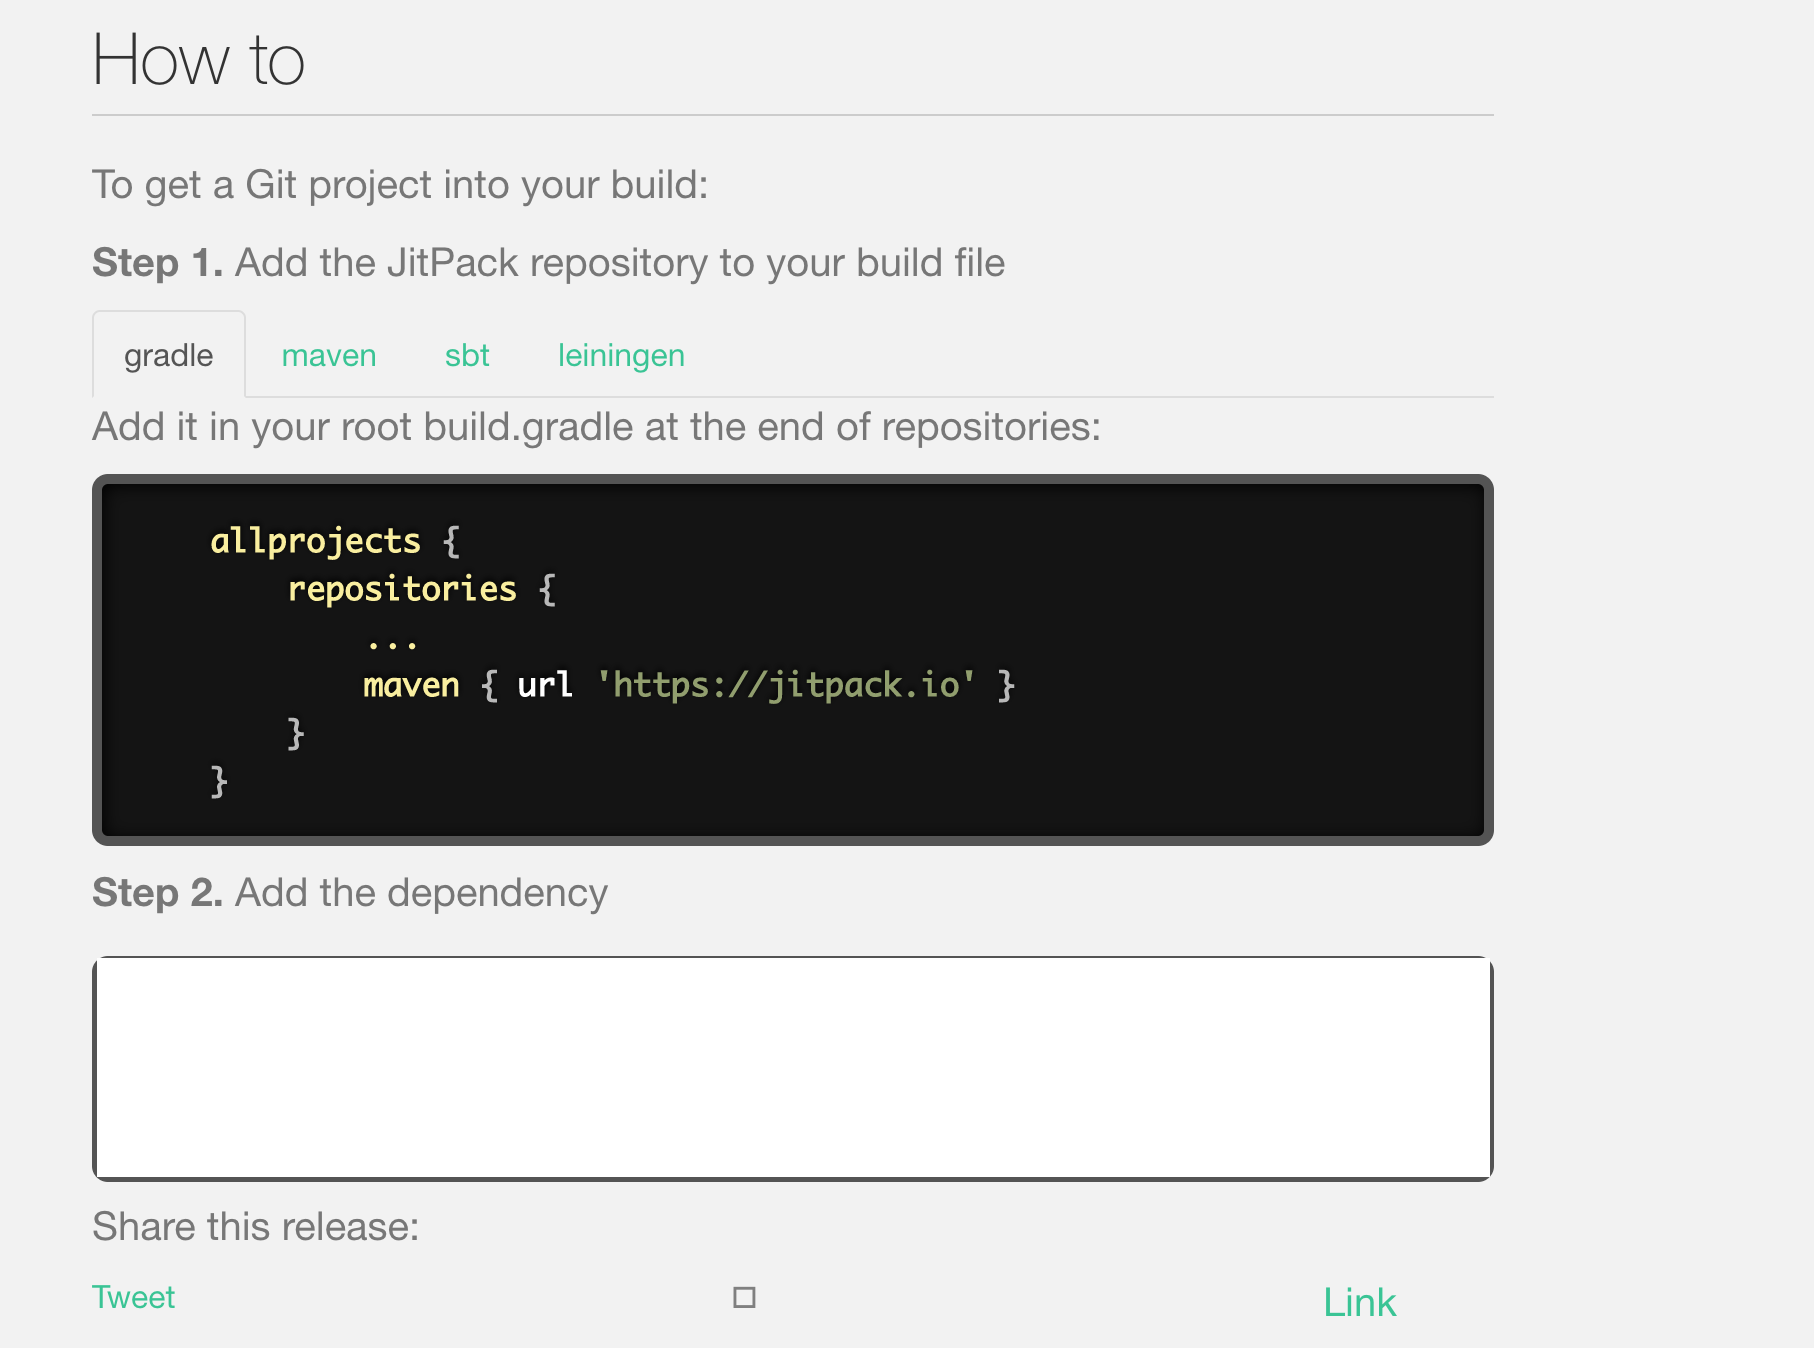 How to
To get a Git project into your build:
Step 1. Add the JitPack repository to your build file
gradle maven sbt leiningen
Add it in your root build.gradle at the end of repositories:
allprojects {
repositories {
...
maven { url 'https://jitpack.io' }
}
}
Step 2. Add the dependency
Share this release:
Tweet Link